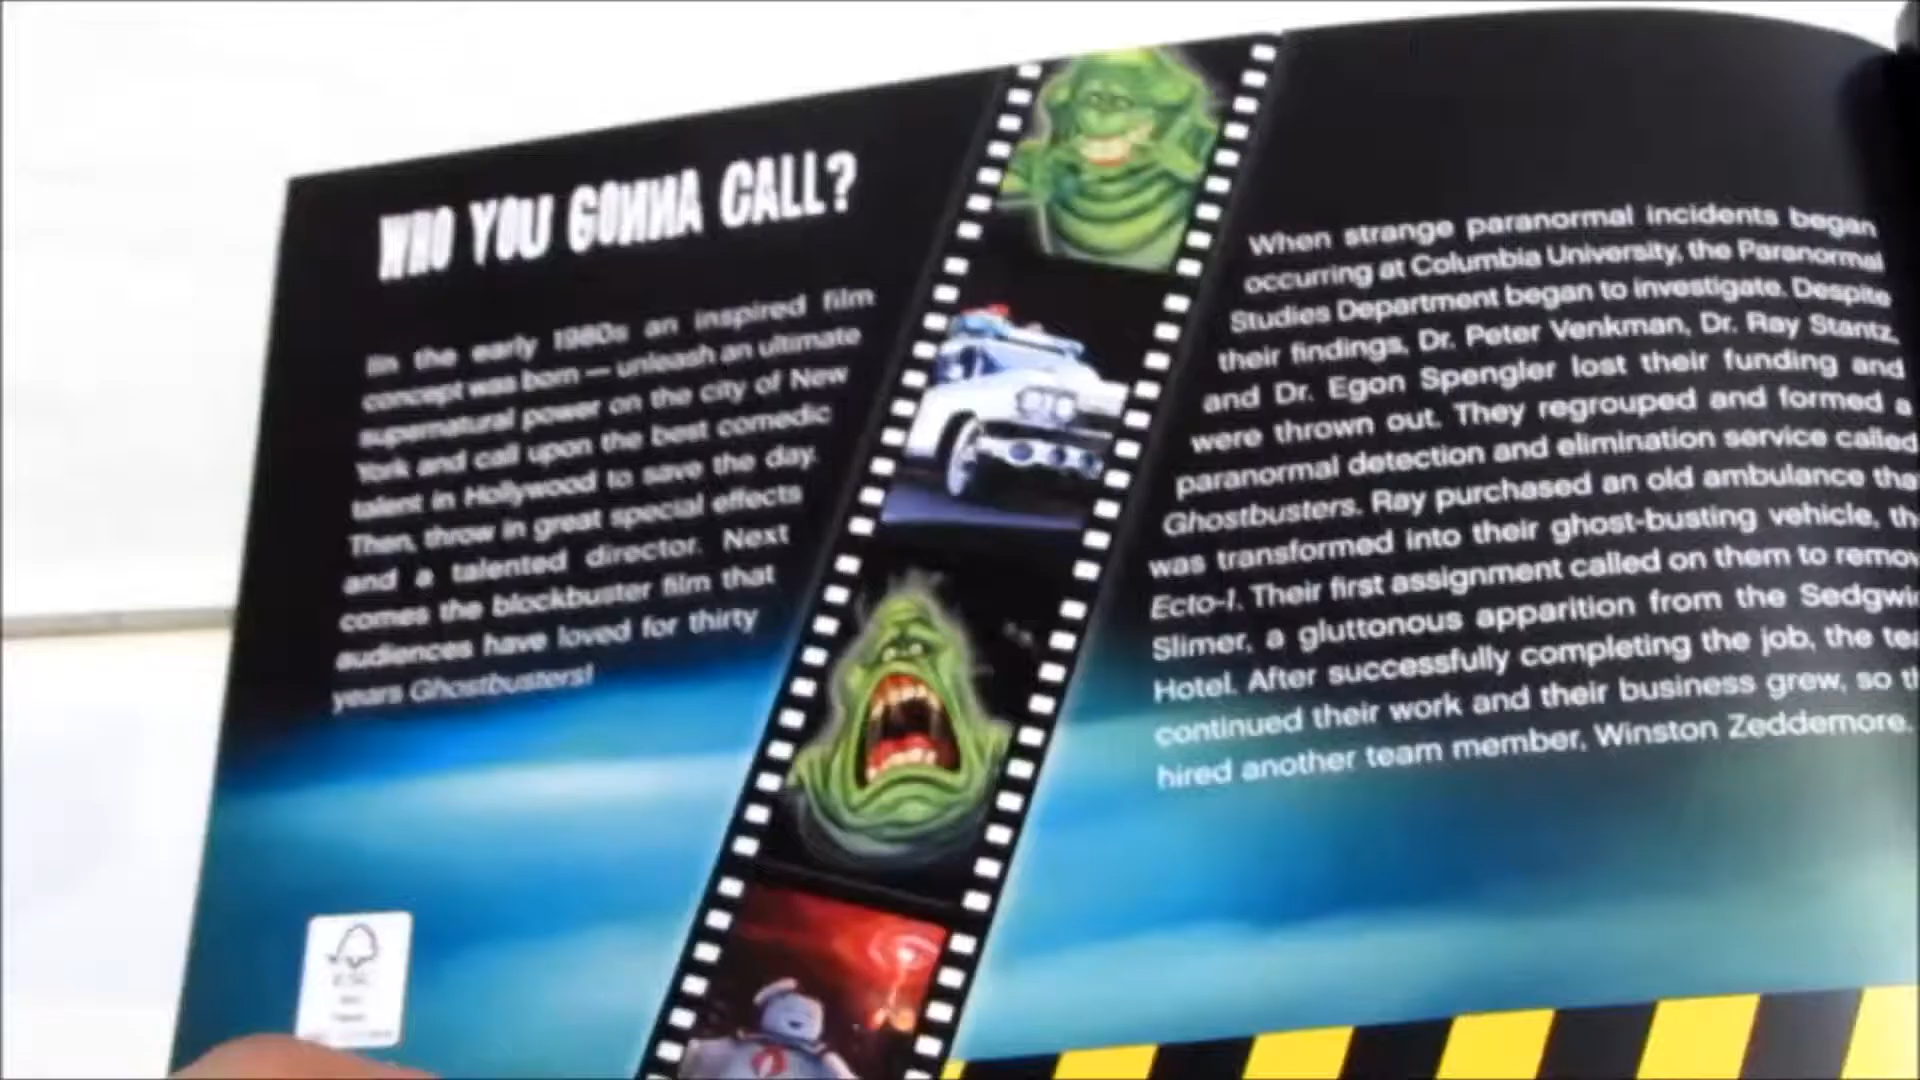 WHO YOU GONNA CALL?
In the early 1980s an inspired film
concept was born — unleash an ultimate
supernatural power on the city of New
York and call upon the best comedic
talent in Hollywood to save the day.
Then, throw in great special effects
and a talented director. Next
comes the blockbuster film that
audiences have loved for thirty
years Ghostbusters!
When strange paranormal incidents began
occurring at Columbia University, the Paranormal
Studies Department began to investigate. Despite
their findings, Dr. Peter Venkman, Dr. Ray Stantz,
and Dr. Egon Spengler lost their funding and
were thrown out. They regrouped and formed a
paranormal detection and elimination service called
Ghostbusters. Ray purchased an old ambulance tha
was transformed into their ghost-busting vehicle, th
Ecto-1. Their first assignment called on them to remov
Slimer, a gluttonous apparition from the Sedgwi
Hotel. After successfully completing the job, the tea
continued their work and their business grew, so th
hired another team member, Winston Zeddemore.
FSC